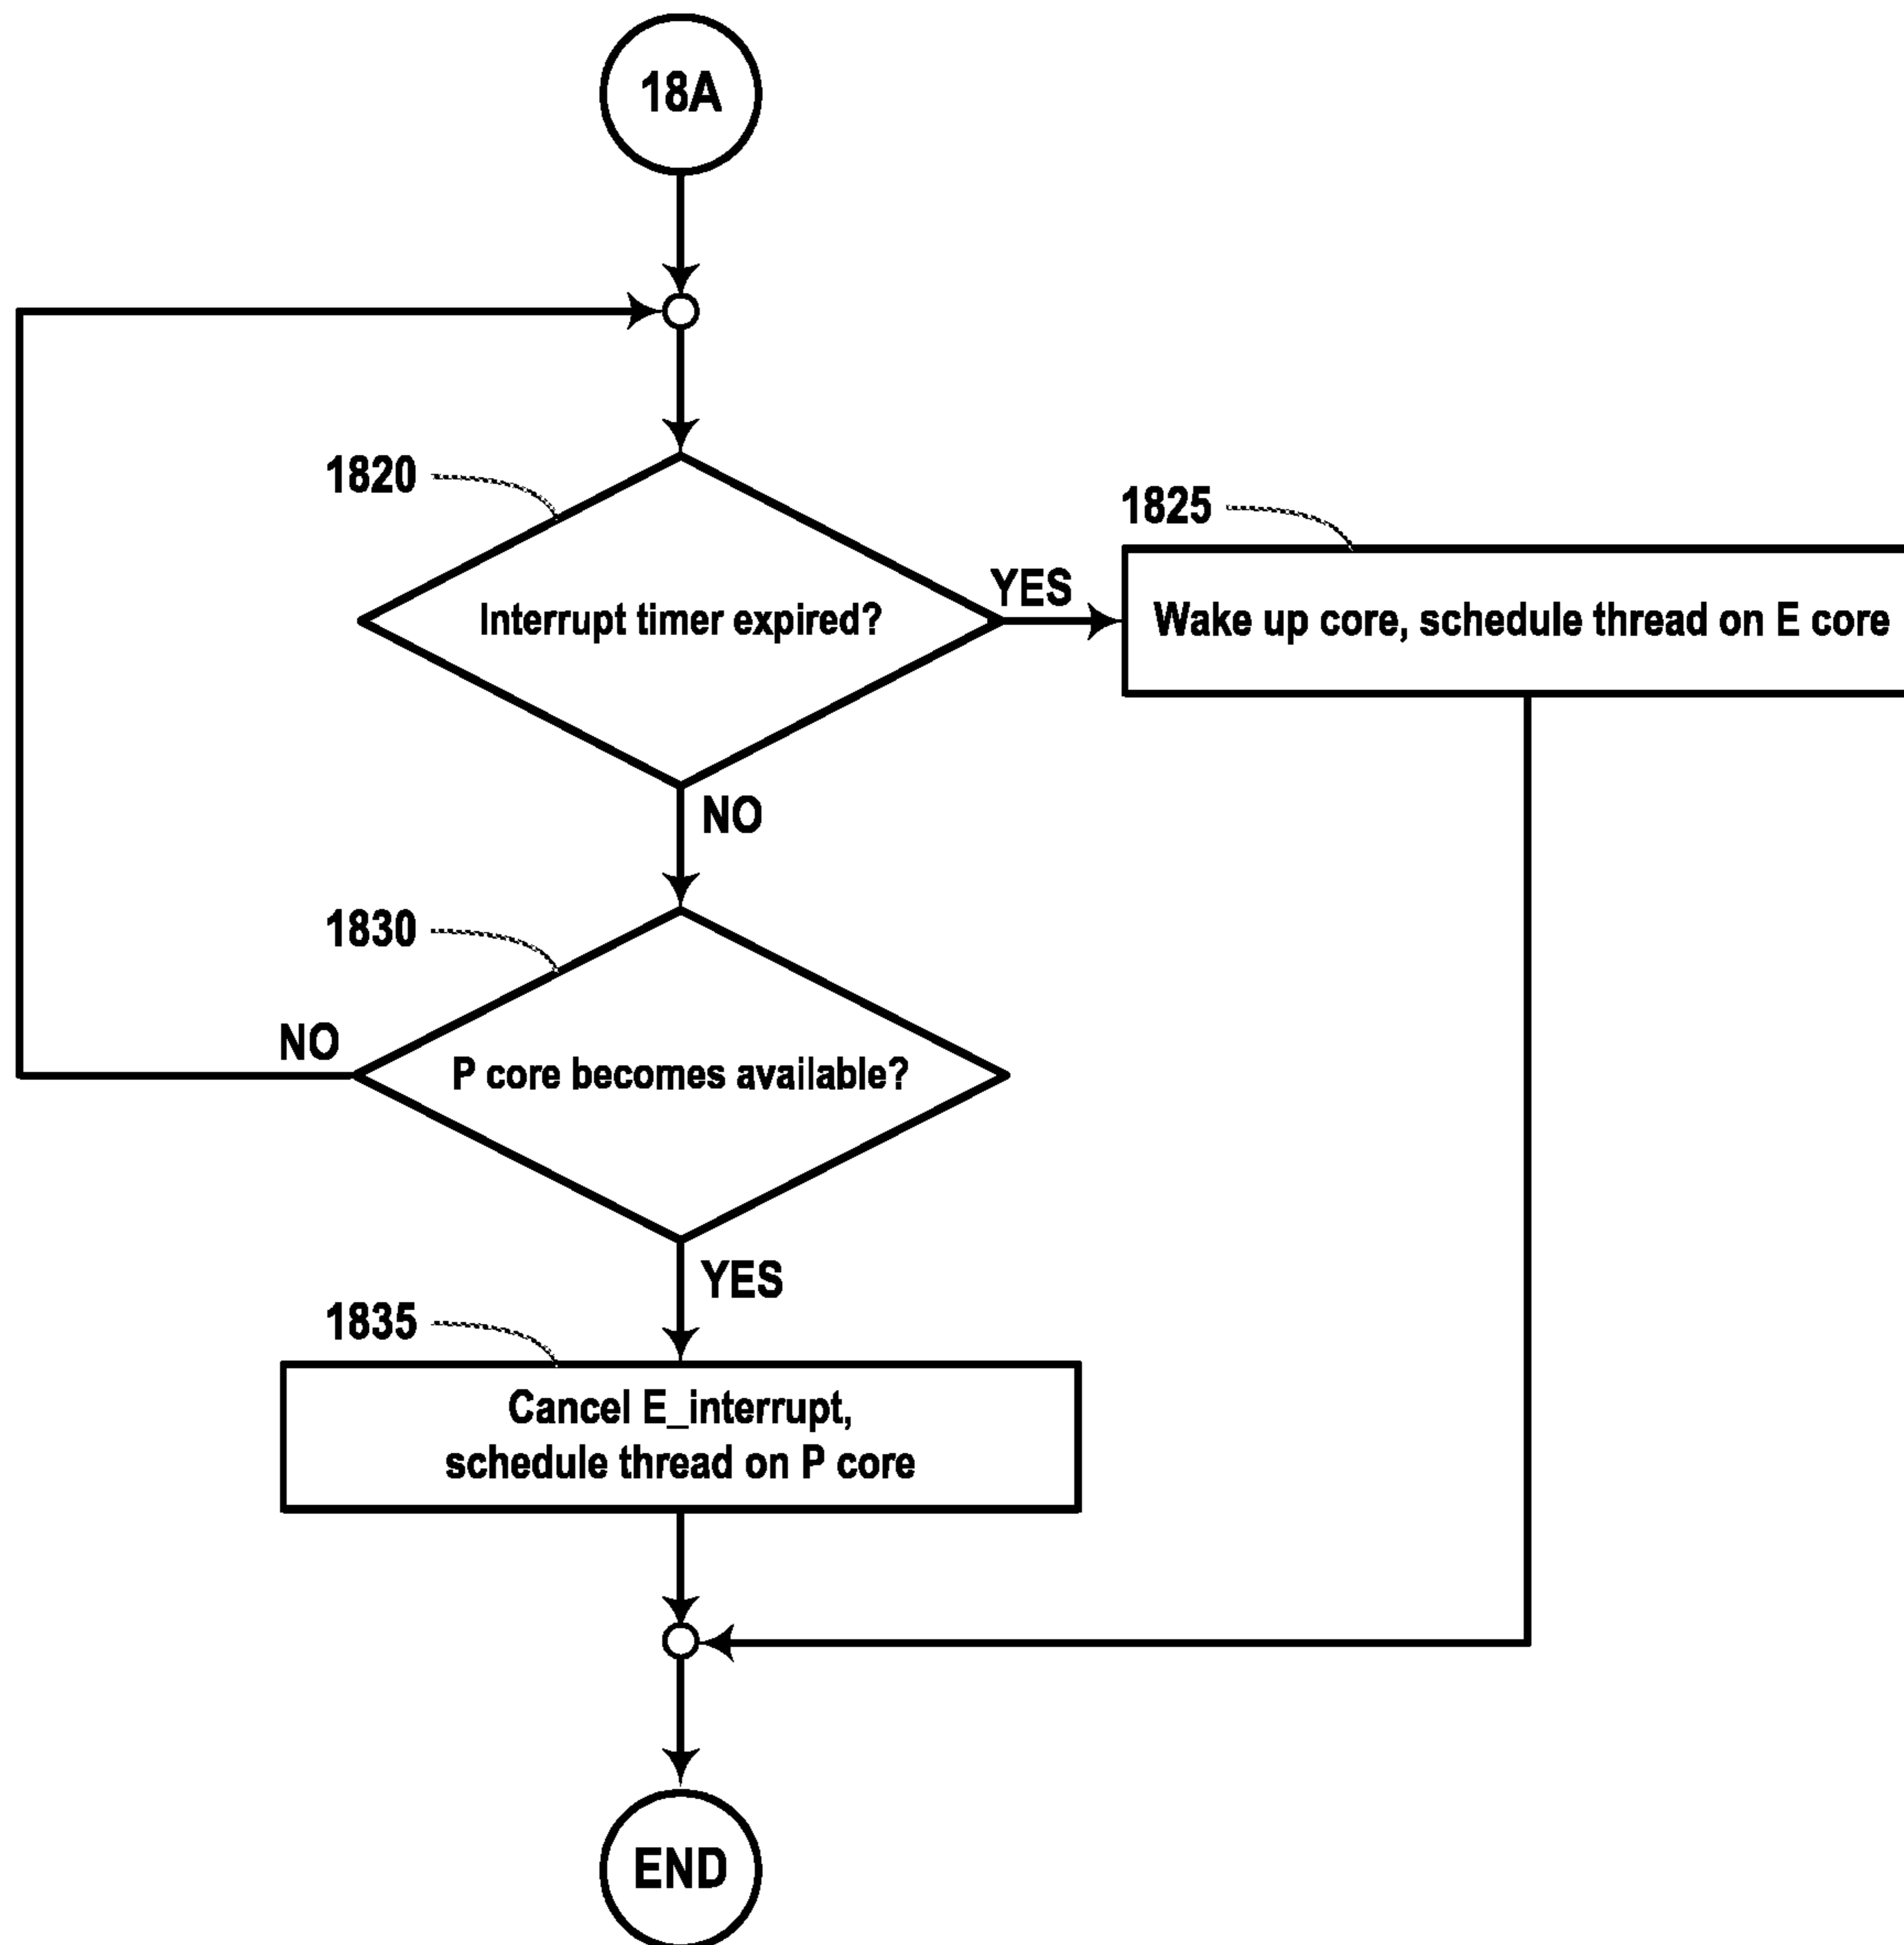 18A
1820
Interrupt timer expired?
YES
1825
Wake up core, schedule thread on E core
NO
1830
P core becomes available?
NO
YES
1835
Cancel E_interrupt,
schedule thread on P core
END